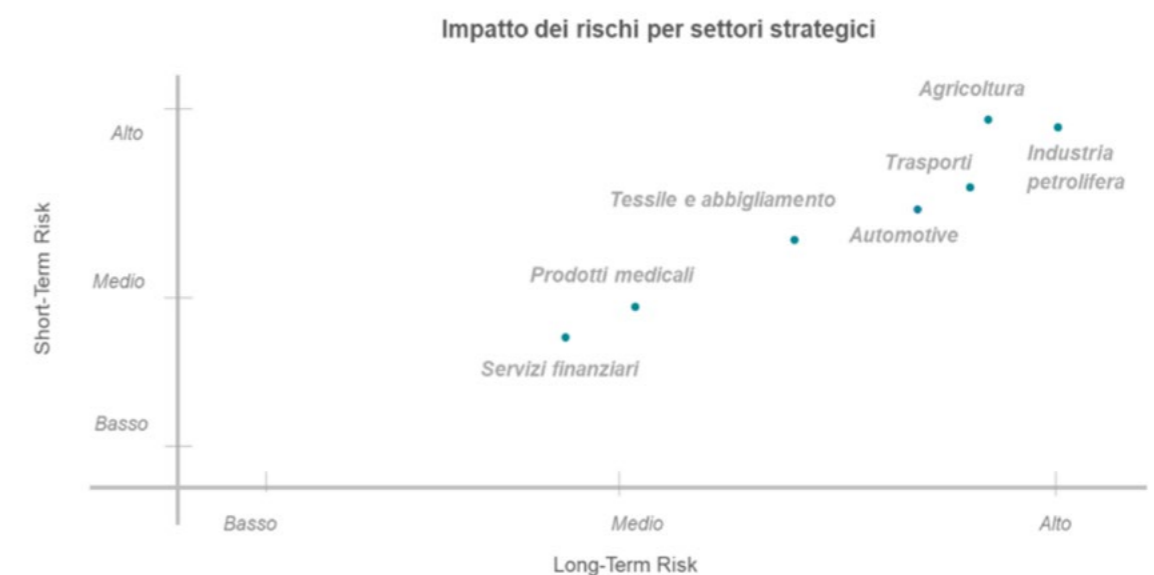 Impatto dei rischi per settori strategici
Agricoltura
Alto
Industria
petrolifera
Trasporti
Tessile e abbigliamento
Automotive
Short-Term Risk
Medio
Prodotti medicali
Servizi finanziari
Basso
Basso
Medio
Alto
Long-Term Risk